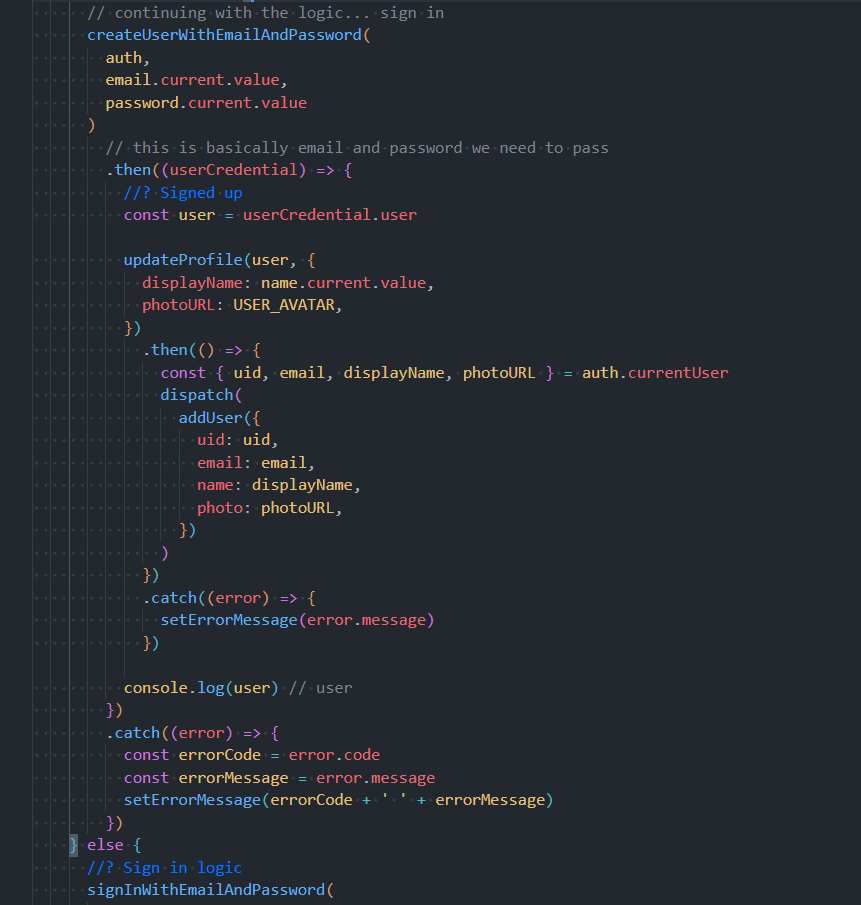 // continuing with the logic... sign in
createUserWithEmailAndPassword(
auth,
email.current.value,
password.current.value
)
// this is basically email and password we need to pass
.then((userCredential) => {
//? Signed up
const user = userCredential.user
updateProfile(user, {
displayName: name.current.value,
photoURL: USER_AVATAR,
})
.then(() => {
const { uid, email, displayName, photoURL } = auth.currentUser
dispatch(
addUser({
uid: uid,
email: email,
name: displayName,
photo: photoURL,
})
)
})
.catch((error) => {
setErrorMessage(error.message)
})
console.log(user) // user
})
.catch((error) => {
const errorCode = error.code
const errorMessage = error.message
setErrorMessage(errorCode + ' ' + errorMessage)
})
} else {
//? Sign in logic
signInWithEmailAndPassword(